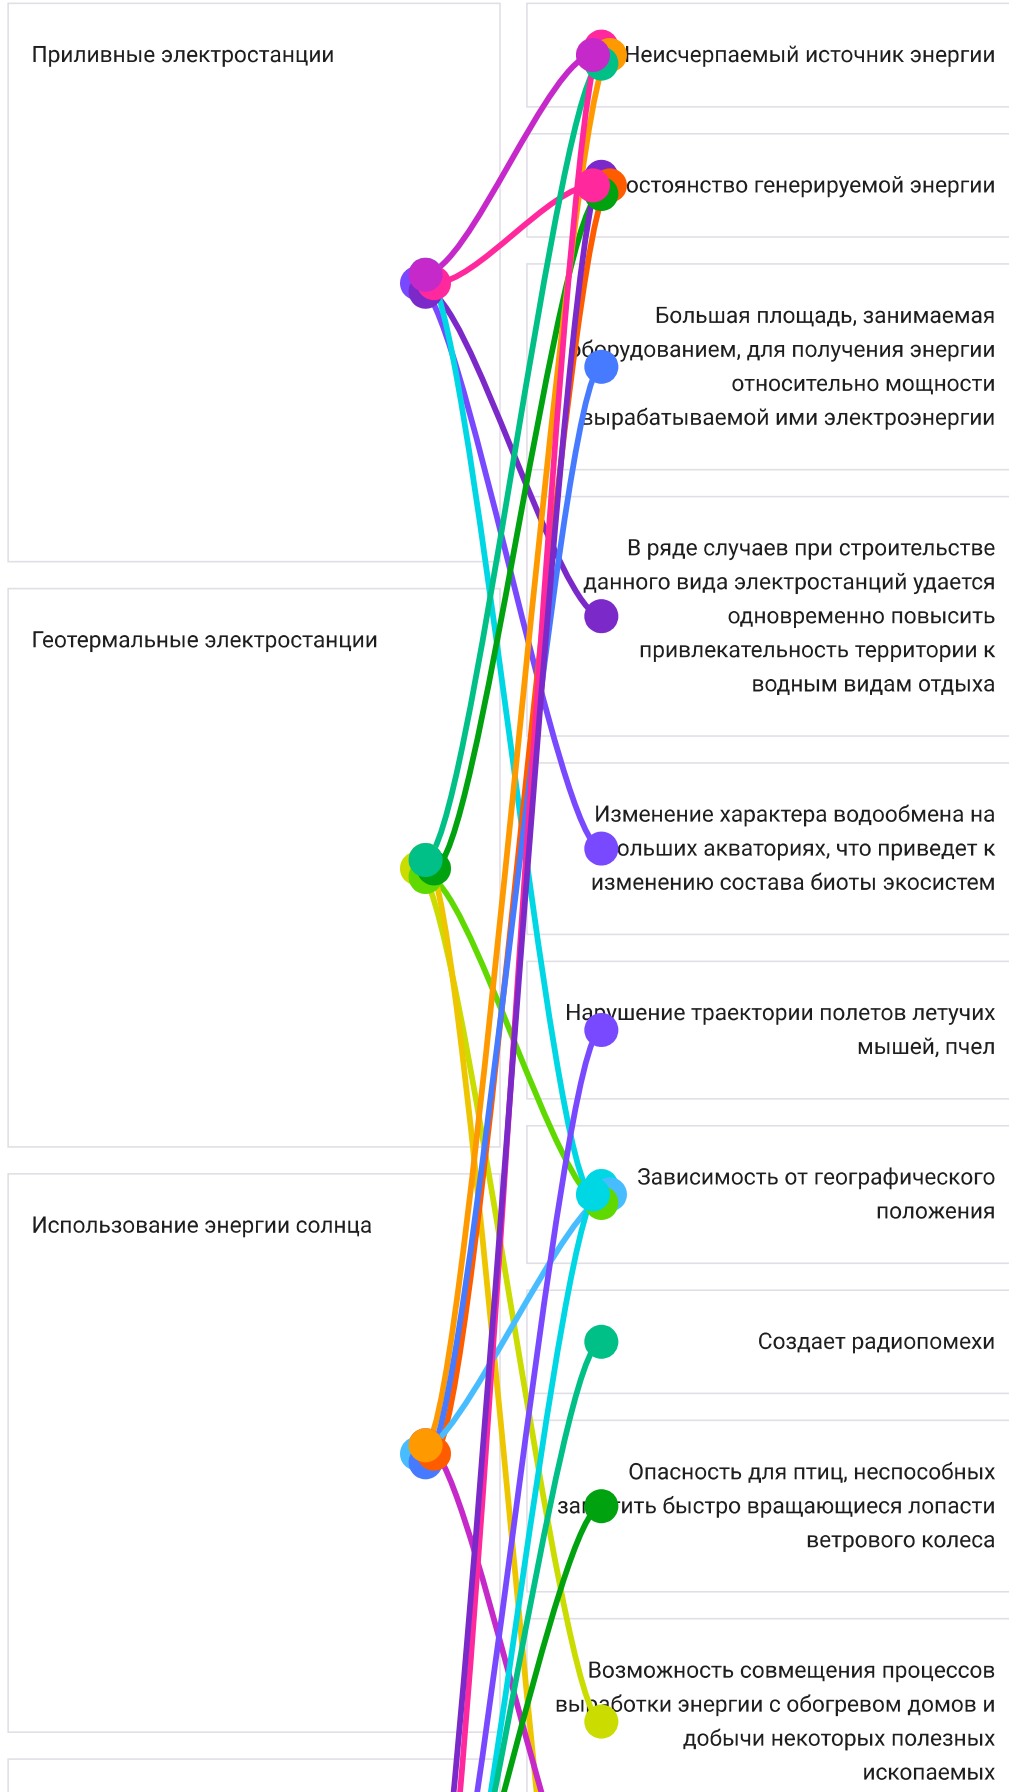 Приливные электростанции
Неисчерпаемый источник энергии
остоянство генерируемой энергии
Большая площадь, занимаемая
оборудованием, для получения энергии
относительно мощности
вырабатываемой ими электроэнергии
В ряде случаев при строительстве
данного вида электростанций удается
одновременно повысить
привлекательность территории к
водным видам отдыха
Геотермальные электростанции
Изменение характера водообмена на
ольших акваториях, что приведет к
изменению состава биоты экосистем
Нарушение траектории полетов летучих
мышей, пчел
Зависимость от географического
положения
Использование энергии солнца
Создает радиопомехи
Опасность для птиц, неспособных
заметить быстро вращающиеся лопасти
ветрового колеса
Возможность совмещения процессов
выработки энергии с обогревом домов и
добычи некоторых полезных
ископаемых